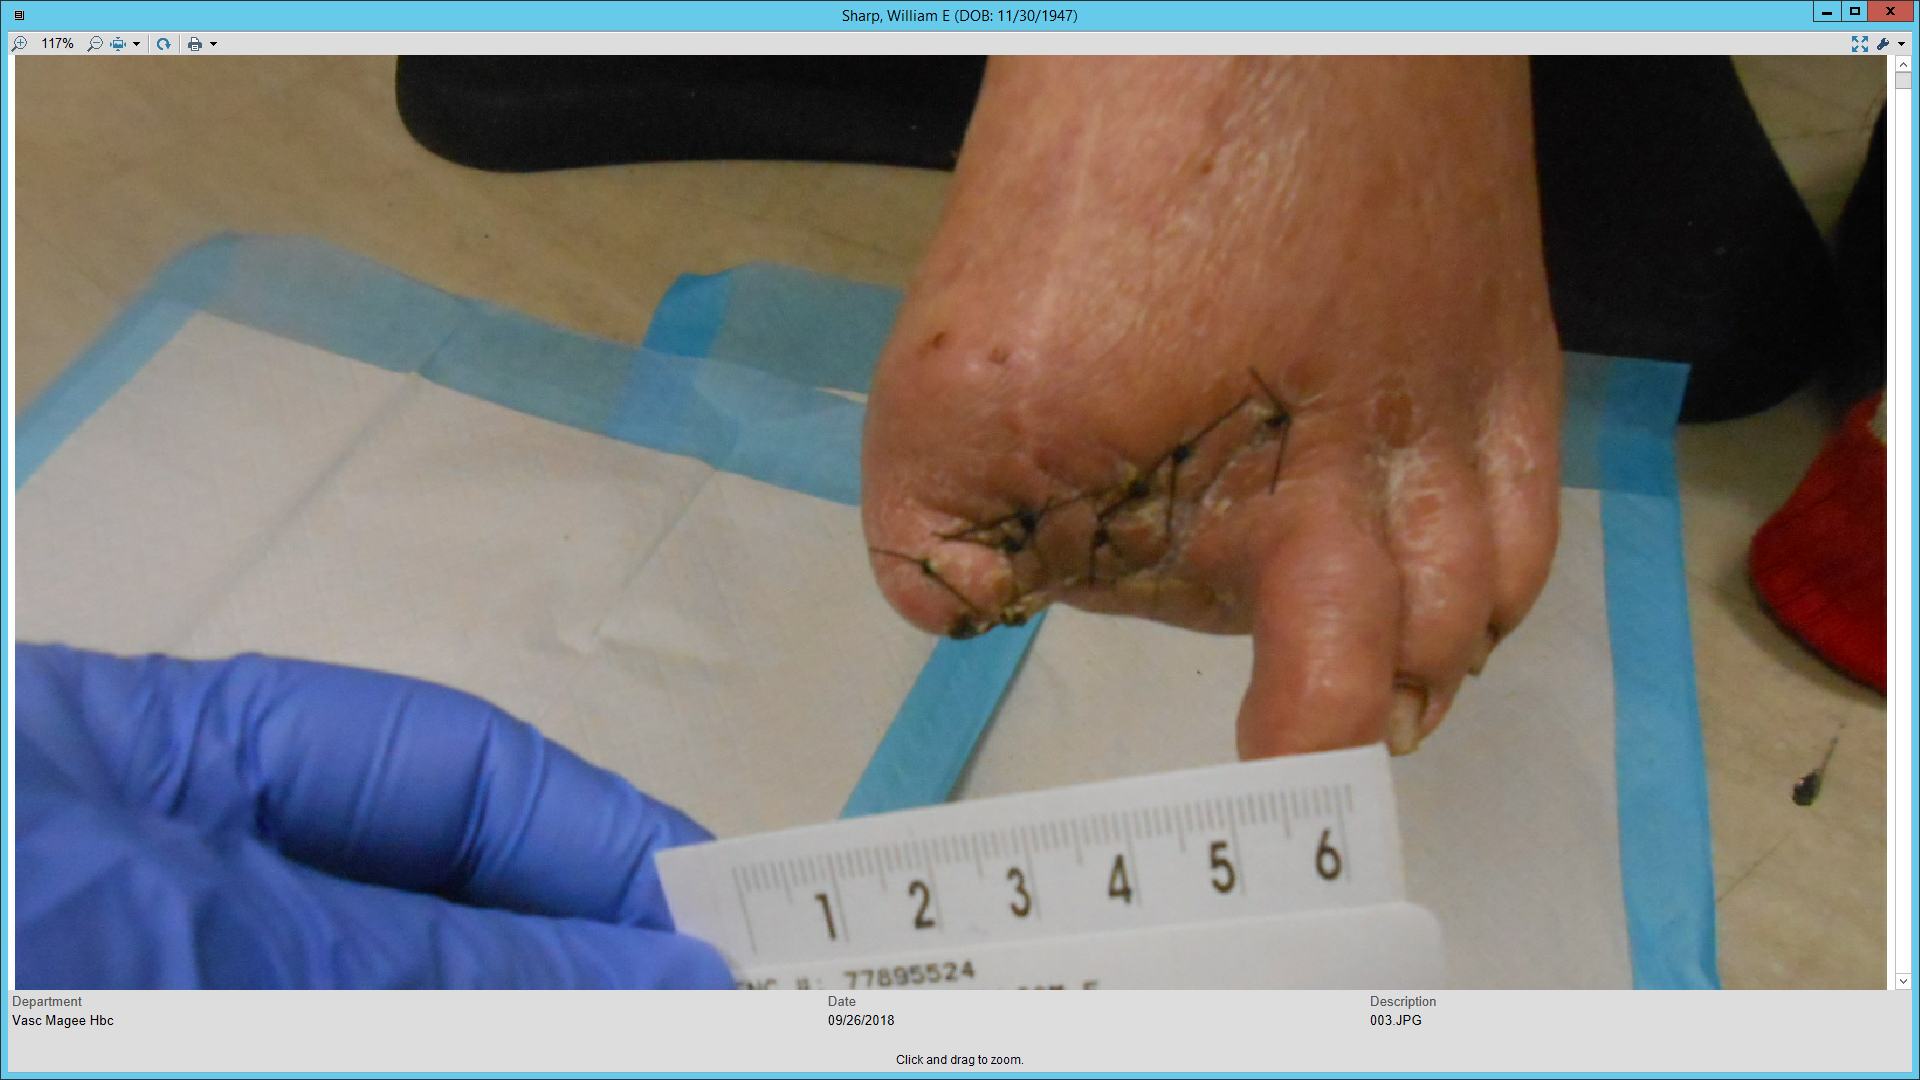 Sharp, William E (DOB: 11/30/1947)
117%
1 2 3 4 5 6
77895524
Department
Vasc Magee Hbc
Date
09/26/2018
Description
003.JPG
Click and drag to zoom.